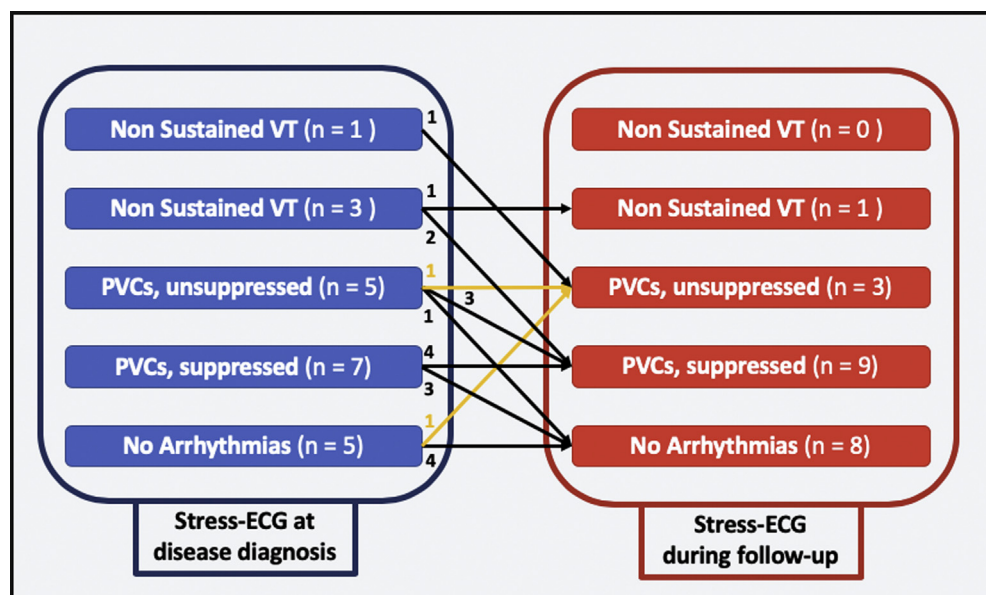 Non Sustained VT (n = 1 )
1
Non Sustained VT (n = 0 )
Non Sustained VT (n = 3 )
1
2
Non Sustained VT (n = 1 )
PVCs, unsuppressed (n = 5)
1
3
1
PVCs, unsuppressed (n = 3)
PVCs, suppressed (n = 7)
4
3
PVCs, suppressed (n = 9)
No Arrhythmias (n = 5)
1
4
No Arrhythmias (n = 8)
Stress-ECG at
disease diagnosis
Stress-ECG
during follow-up